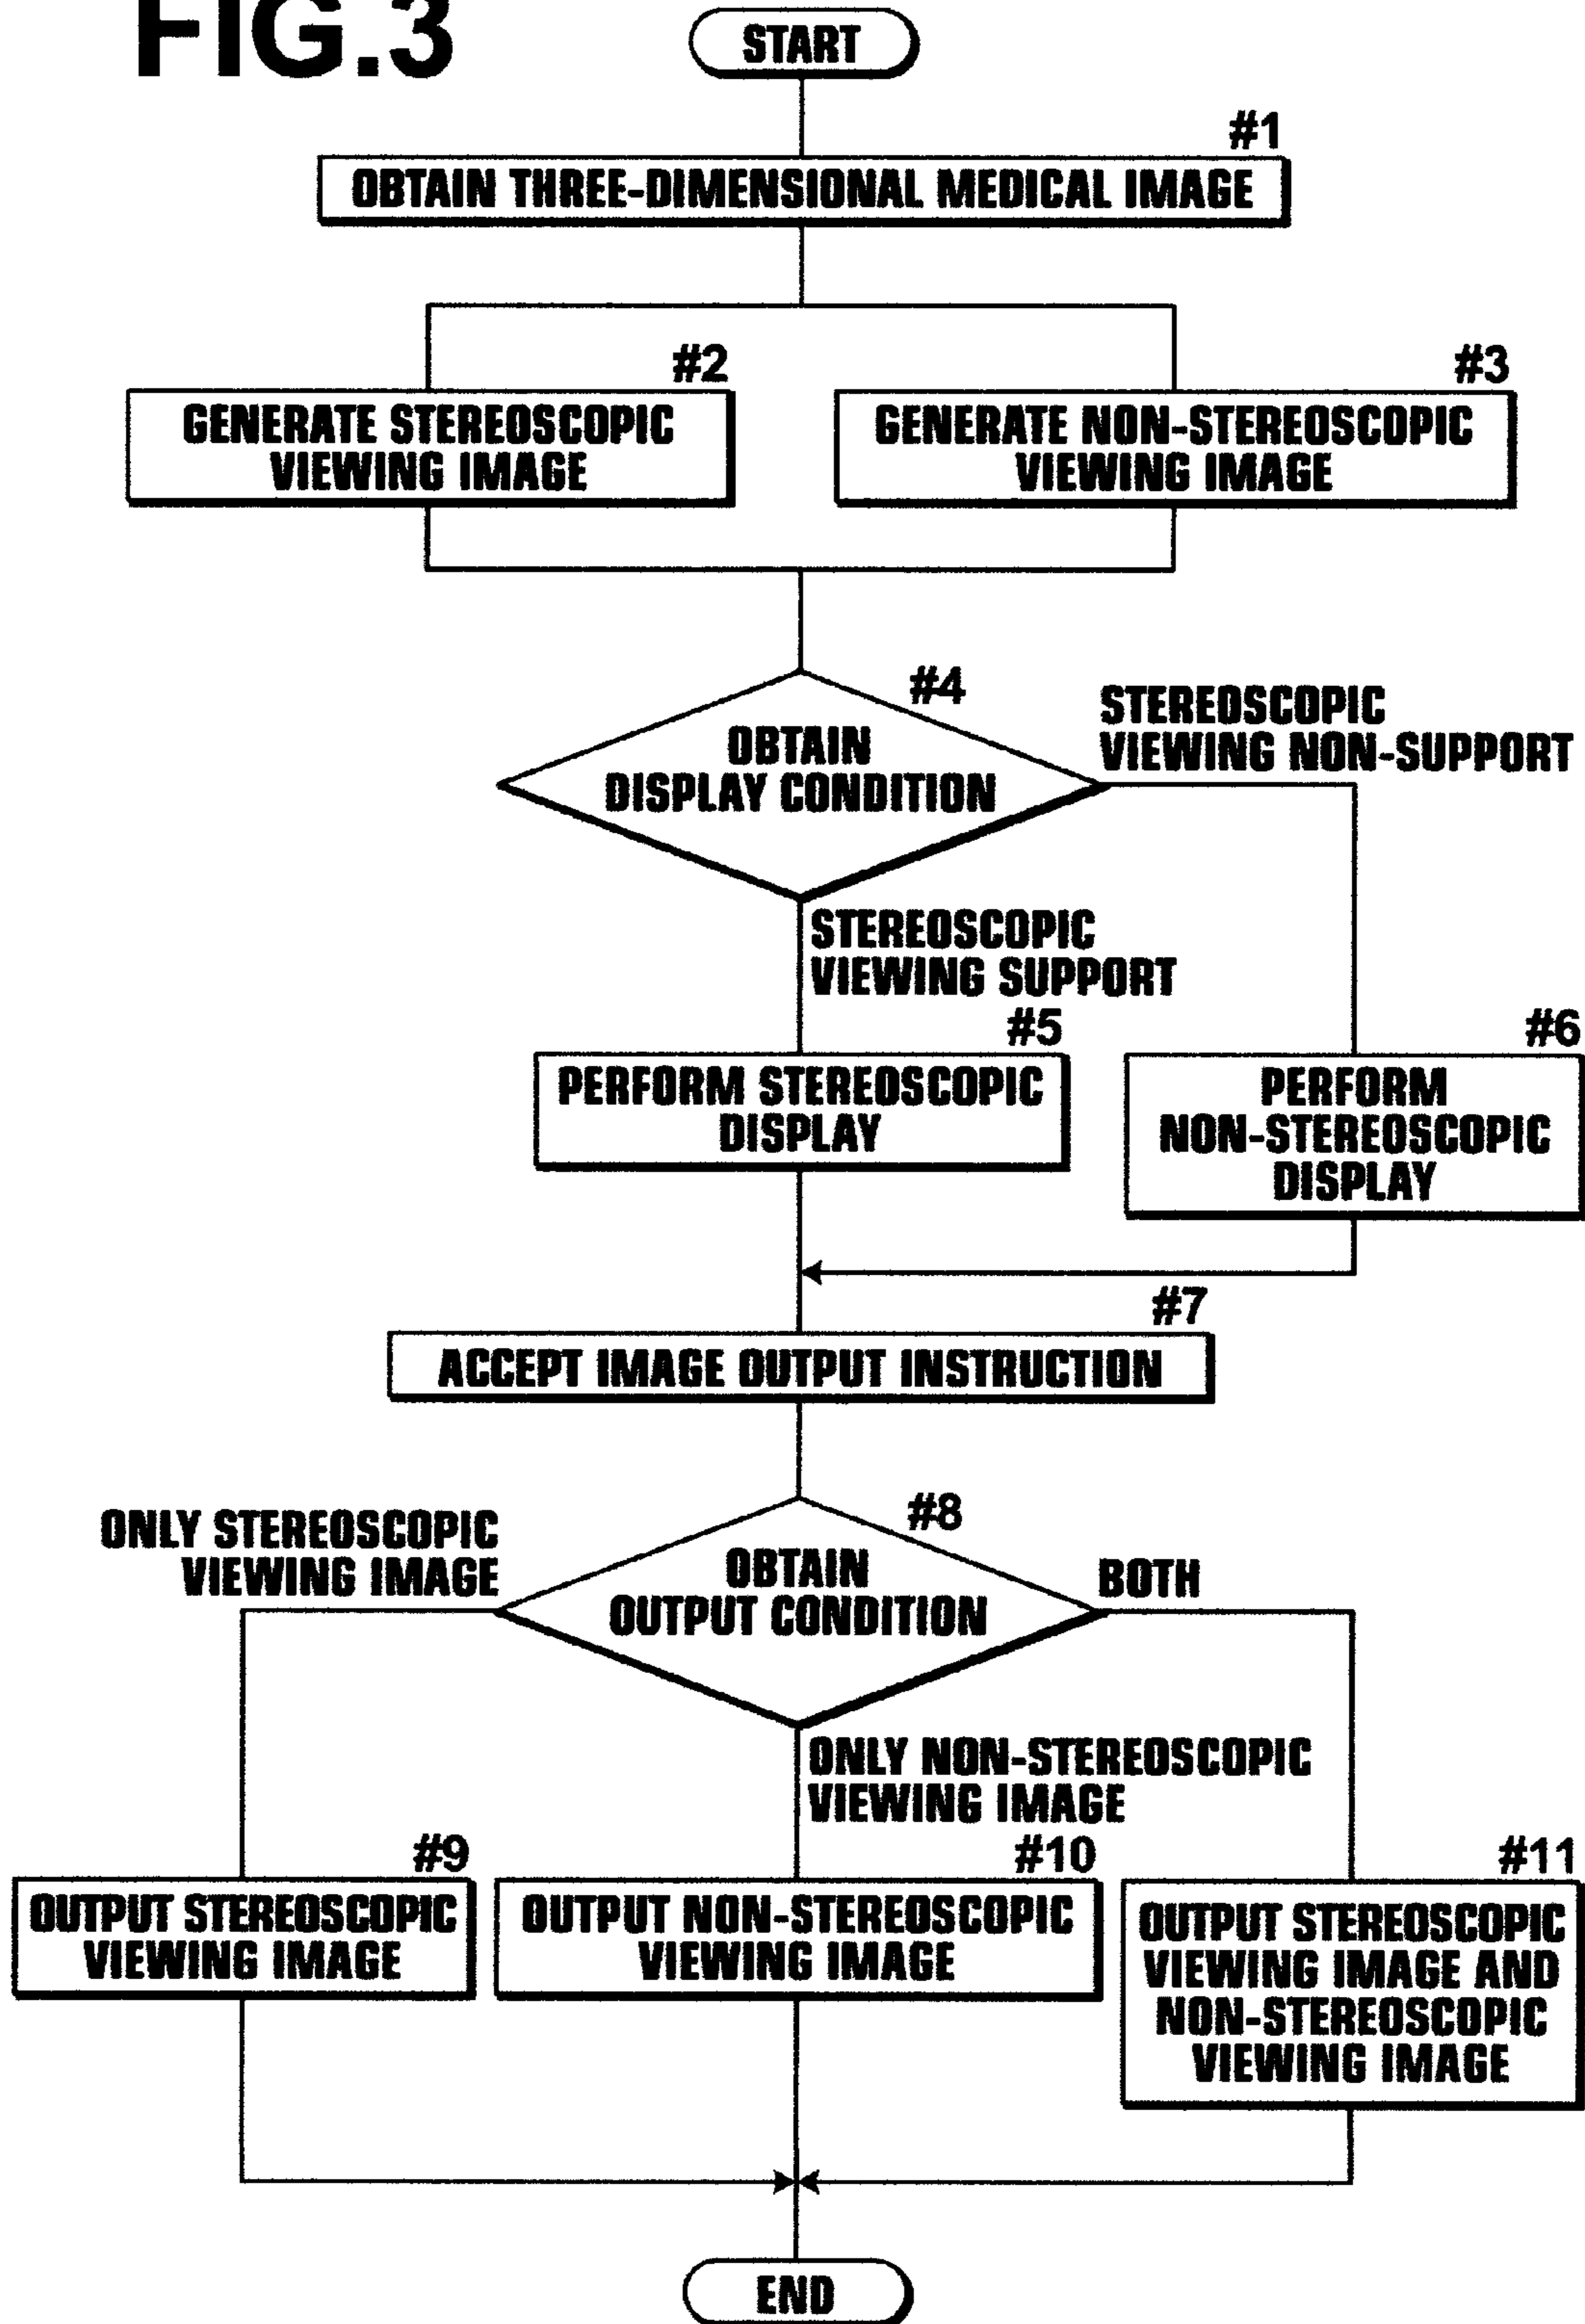 FIG.3
START
#1
OBTAIN THREE-DIMENSIONAL MEDICAL IMAGE
#2
GENERATE STEREOSCOPIC
VIEWING IMAGE
#3
GENERATE NON-STEREOSCOPIC
VIEWING IMAGE
#4
OBTAIN
DISPLAY CONDITION
STEREOSCOPIC
VIEWING NON-SUPPORT
STEREOSCOPIC
VIEWING SUPPORT
#5
PERFORM STEREOSCOPIC
DISPLAY
#6
PERFORM
NON-STEREOSCOPIC
DISPLAY
#7
ACCEPT IMAGE OUTPUT INSTRUCTION
#8
OBTAIN
OUTPUT CONDITION
ONLY STEREOSCOPIC
VIEWING IMAGE
BOTH
ONLY NON-STEREOSCOPIC
VIEWING IMAGE
#9
OUTPUT STEREOSCOPIC
VIEWING IMAGE
#10
OUTPUT NON-STEREOSCOPIC
VIEWING IMAGE
#11
OUTPUT STEREOSCOPIC
VIEWING IMAGE AND
NON-STEREOSCOPIC
VIEWING IMAGE
END